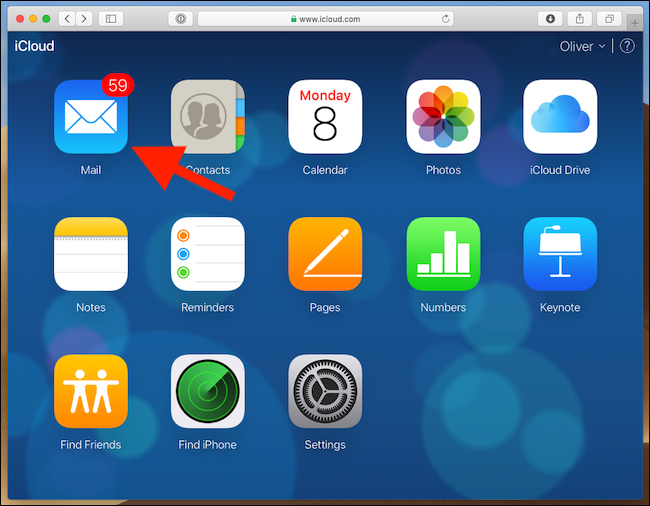 www.icloud.com
iCloud
Oliver
?
59
Monday
8
Mail
Contacts
Calendar
Photos
iCloud Drive
Notes
Reminders
Pages
Numbers
Keynote
Find Friends
Find iPhone
Settings